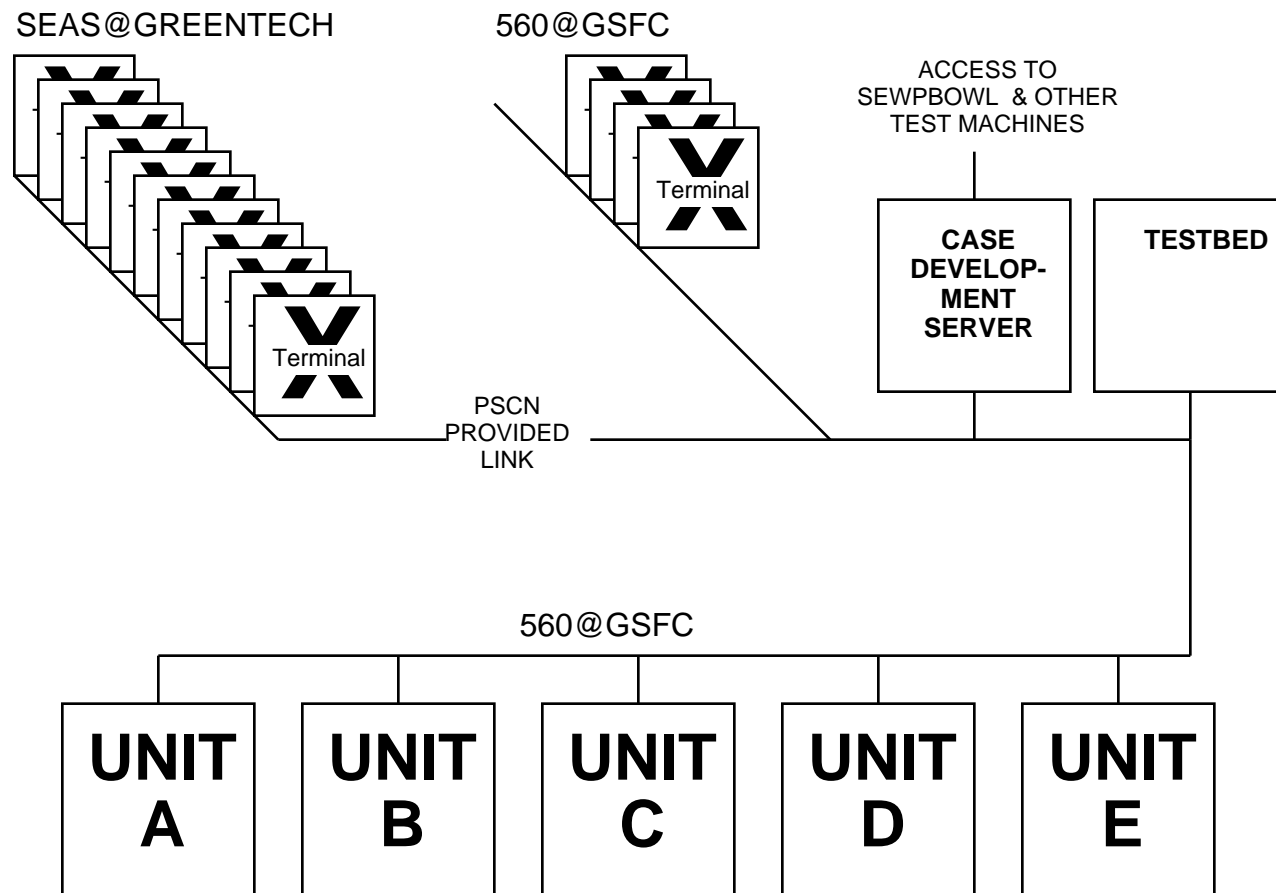 SEAS@GREENTECH
560@GSFC
ACCESS TO
SEWPBOWL & OTHER
TEST MACHINES
X
Terminal
X
Terminal
CASE
DEVELOP-
MENT
SERVER
TESTBED
PSCN
PROVIDED
LINK
560@GSFC
UNIT
A
UNIT
B
UNIT
C
UNIT
D
UNIT
E